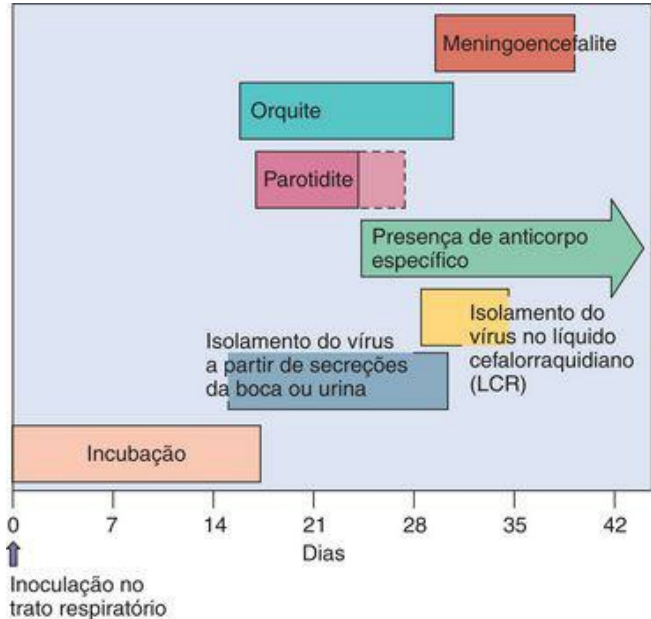 Meningoencefalite
Orquite
Parotidite
Presença de anticorpo
específico
Isolamento do
vírus no líquido
cefalorraquidiano
(LCR)
Isolamento do vírus
a partir de secreções
da boca ou urina
Incubação
0 7 14 21 28 35 42
Dias
Inoculação no
trato respiratório